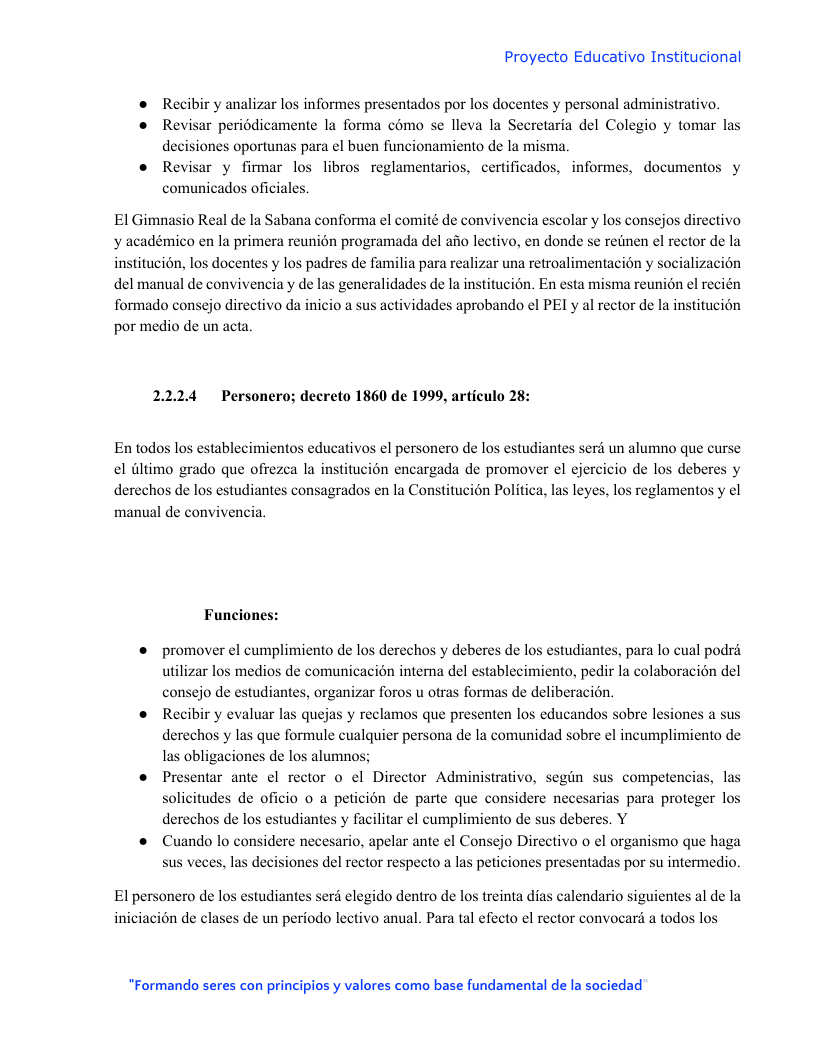 Proyecto Educativo Institucional
● Recibir y analizar los informes presentados por los docentes y personal administrativo.
● Revisar periódicamente la forma cómo se lleva la Secretaría del Colegio y tomar las
decisiones oportunas para el buen funcionamiento de la misma.
● Revisar y firmar los libros reglamentarios, certificados, informes, documentos y
comunicados oficiales.
El Gimnasio Real de la Sabana conforma el comité de convivencia escolar y los consejos directivo
y académico en la primera reunión programada del año lectivo, en donde se reúnen el rector de la
institución, los docentes y los padres de familia para realizar una retroalimentación y socialización
del manual de convivencia y de las generalidades de la institución. En esta misma reunión el recién
formado consejo directivo da inicio a sus actividades aprobando el PEI y al rector de la institución
por medio de un acta.
2.2.2.4 Personero; decreto 1860 de 1999, artículo 28:
En todos los establecimientos educativos el personero de los estudiantes será un alumno que curse
el último grado que ofrezca la institución encargada de promover el ejercicio de los deberes y
derechos de los estudiantes consagrados en la Constitución Política, las leyes, los reglamentos y el
manual de convivencia.
Funciones:
● promover el cumplimiento de los derechos y deberes de los estudiantes, para lo cual podrá
utilizar los medios de comunicación interna del establecimiento, pedir la colaboración del
consejo de estudiantes, organizar foros u otras formas de deliberación.
● Recibir y evaluar las quejas y reclamos que presenten los educandos sobre lesiones a sus
derechos y las que formule cualquier persona de la comunidad sobre el incumplimiento de
las obligaciones de los alumnos;
● Presentar ante el rector o el Director Administrativo, según sus competencias, las
solicitudes de oficio o a petición de parte que considere necesarias para proteger los
derechos de los estudiantes y facilitar el cumplimiento de sus deberes. Y
● Cuando lo considere necesario, apelar ante el Consejo Directivo o el organismo que haga
sus veces, las decisiones del rector respecto a las peticiones presentadas por su intermedio.
El personero de los estudiantes será elegido dentro de los treinta días calendario siguientes al de la
iniciación de clases de un período lectivo anual. Para tal efecto el rector convocará a todos los
"Formando seres con principios y valores como base fundamental de la sociedad"